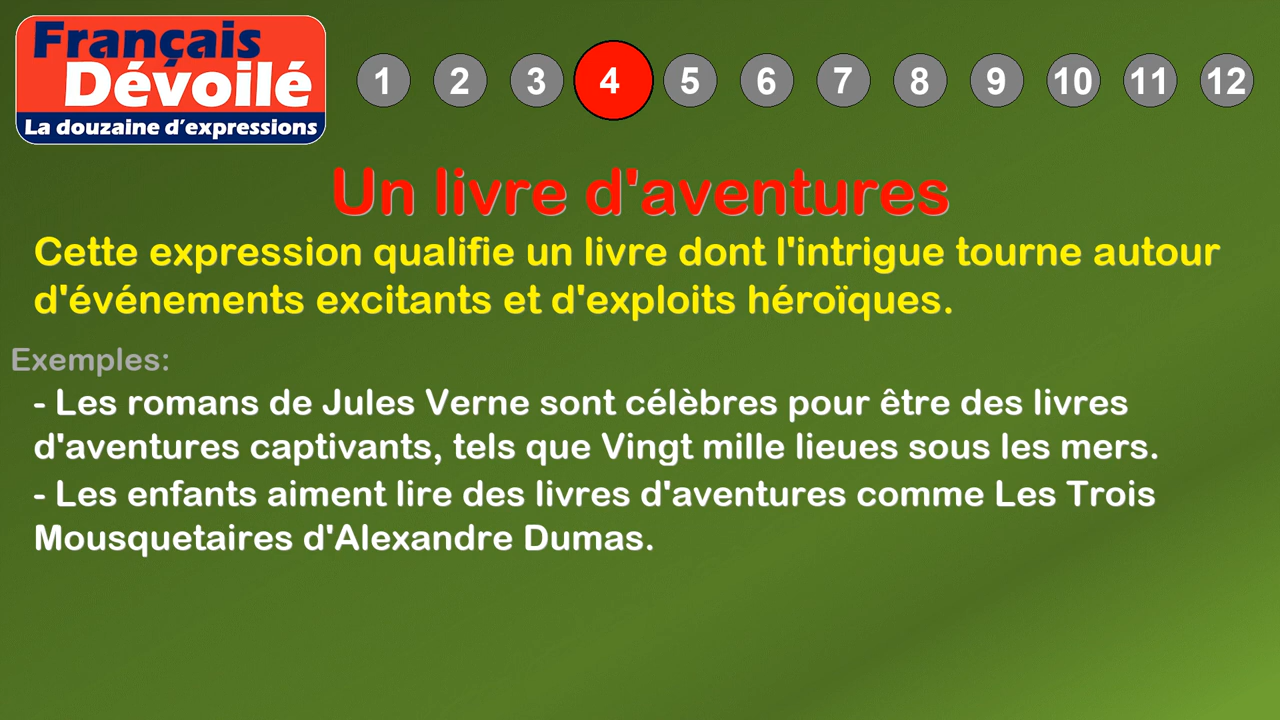 Français
Dévoilé
La douzaine d'expressions
1 2 3 4 5 6 7 8 9 10 11 12
Un livre d'aventures
Cette expression qualifie un livre dont l'intrigue tourne autour
d'événements excitants et d'exploits héroïques.
Exemples:
- Les romans de Jules Verne sont célèbres pour être des livres
d'aventures captivants, tels que Vingt mille lieues sous les mers.
- Les enfants aiment lire des livres d'aventures comme Les Trois
Mousquetaires d'Alexandre Dumas.